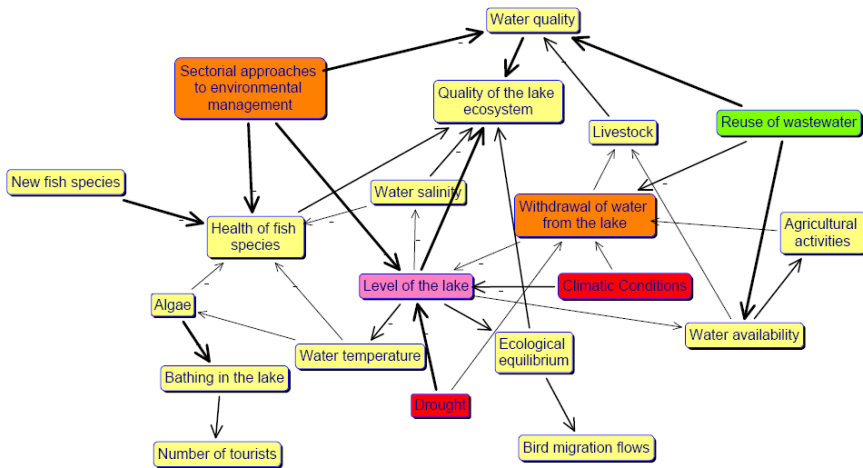 Water quality
Sectorial approaches
to environmental
management
Quality of the lake
ecosystem
Livestock
Reuse of wastewater
New fish species
Water salinity
Withdrawal of water
from the lake
Agricultural
activities
Health of fish
species
Level of the lake
Climatic Conditions
Algae
Water temperature
Ecological
equilibrium
Water availability
Bathing in the lake
Drought
Number of tourists
Bird migration flows